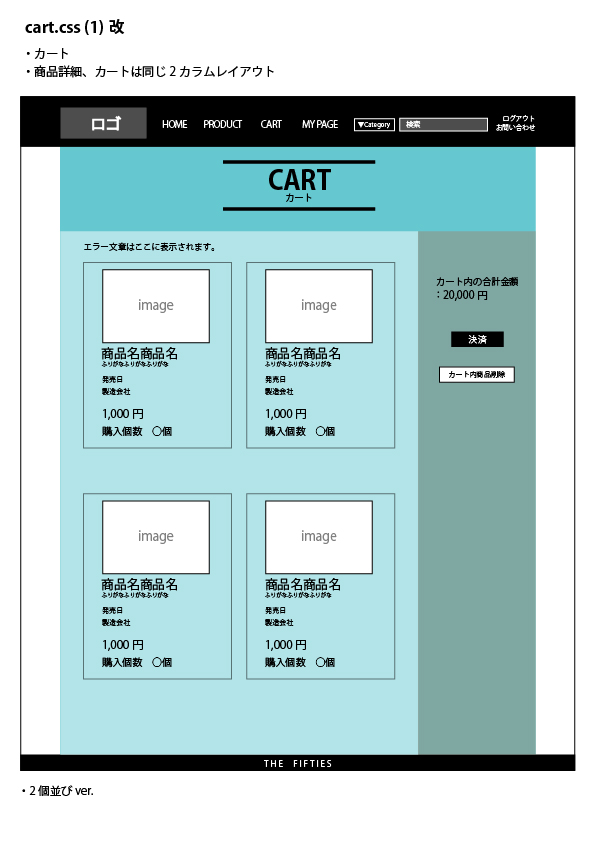 cart.css (1) 改
・カート
・商品詳細、カートは同じ2カラムレイアウト
ロゴ
HOME
PRODUCT
CART
MY PAGE
▼Category
検索
ログアウト
お問い合わせ
CART
カート
エラー文章はここに表示されます。
image
商品名商品名
ふりがなふりがなふりがな
発売日
製造会社
1,000 円
購入個数　〇個
image
商品名商品名
ふりがなふりがなふりがな
発売日
製造会社
1,000 円
購入個数　〇個
カート内の合計金額
：20,000 円
決済
カート内商品削除
image
商品名商品名
ふりがなふりがなふりがな
発売日
製造会社
1,000 円
購入個数　〇個
image
商品名商品名
ふりがなふりがなふりがな
発売日
製造会社
1,000 円
購入個数　〇個
THE FIFTIES
・2個並び ver.